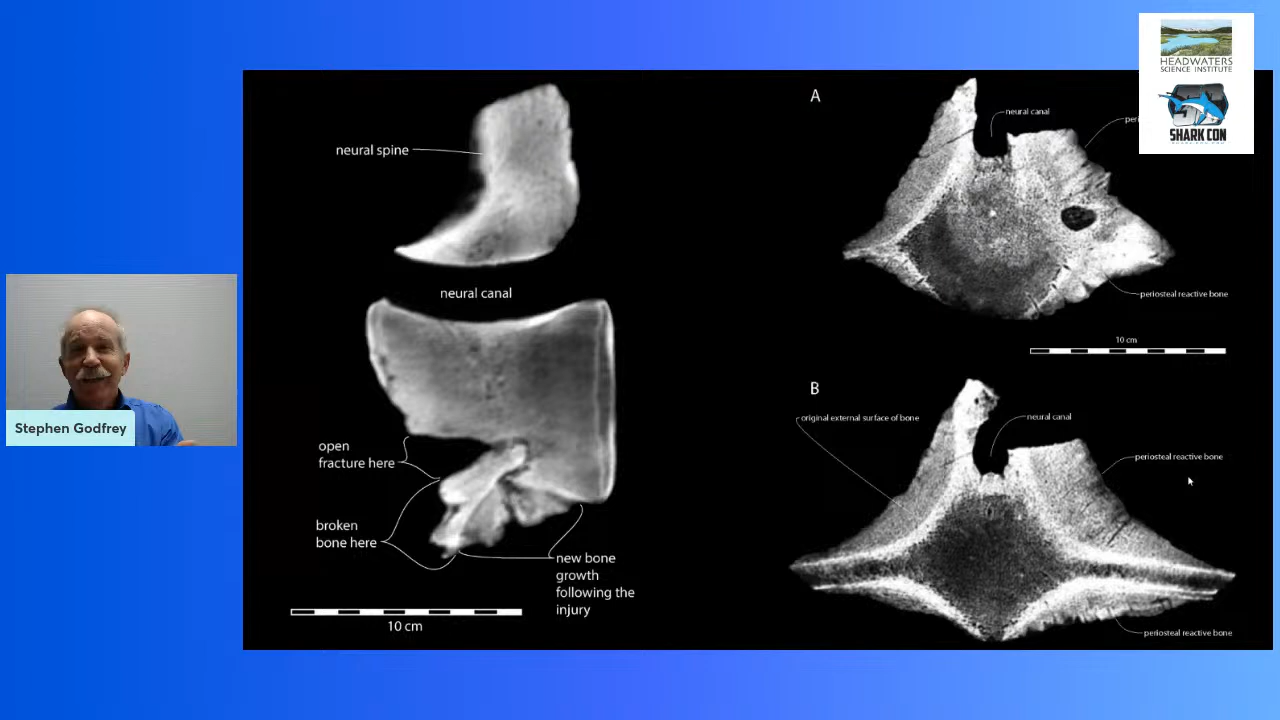 HEADWATERS
SCIENCE INSTITUTE
SHARK CON
Stephen Godfrey
neural spine
neural canal
open
fracture here
broken
bone here
new bone
growth
following the
injury
10 cm
A
neural canal
periosteal reactive bone
10 cm
B
original external surface of bone
neural canal
periosteal reactive bone
periosteal reactive bone